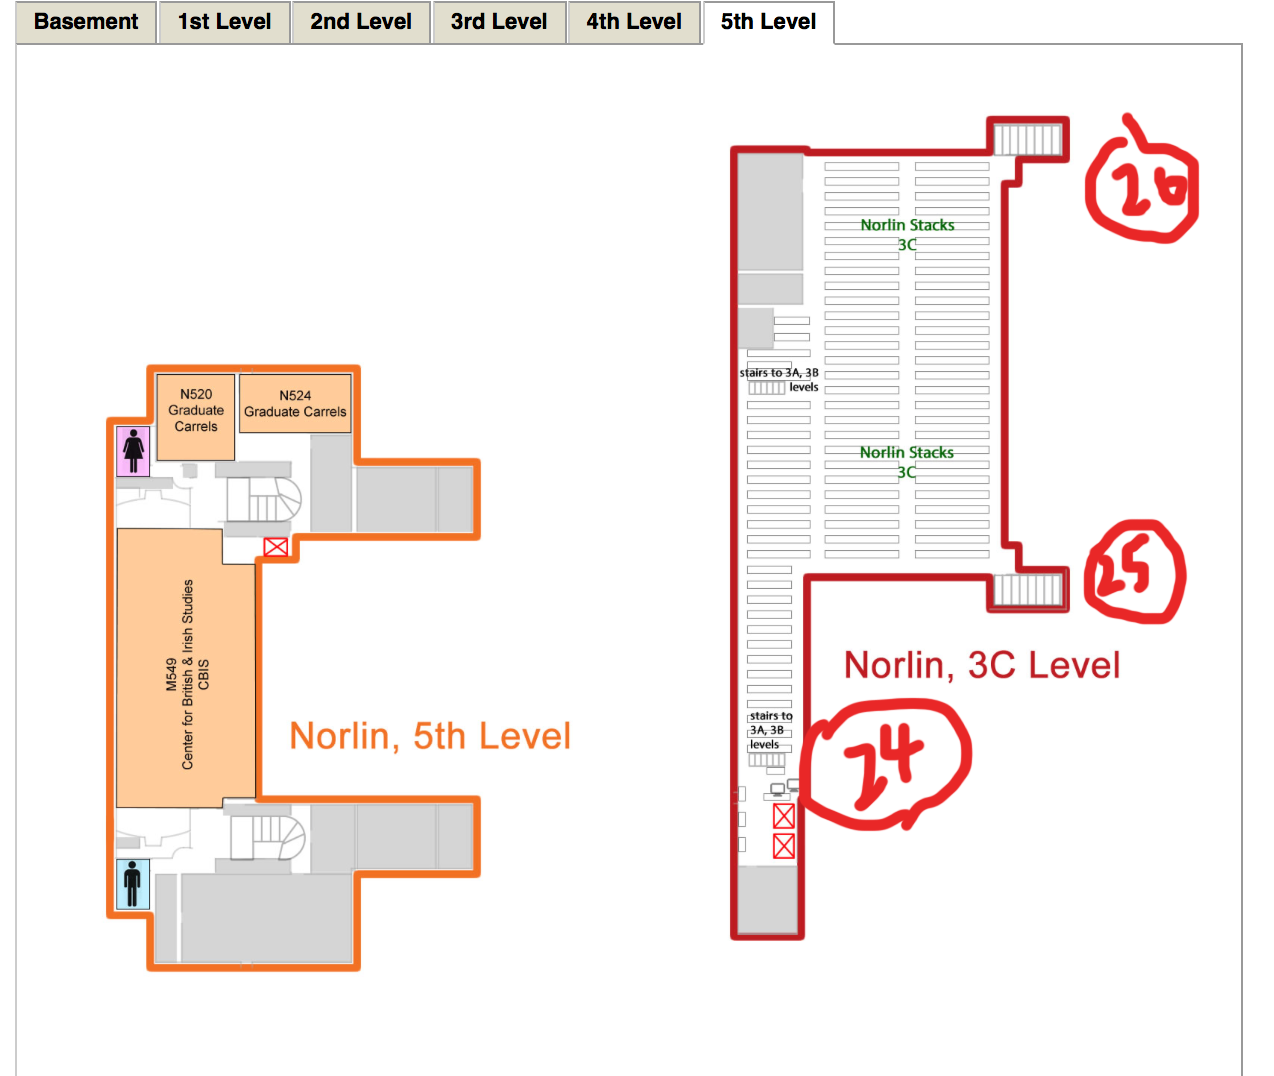 Basement 1st Level 2nd Level 3rd Level 4th Level 5th Level
26
Norlin Stacks
3C
stairs to 3A, 3B
levels
N520
Graduate
Carrels
N524
Graduate Carrels
Norlin Stacks
3C
25
M549
Center for British & Irish Studies
CBIS
Norlin, 3C Level
Norlin, 5th Level
stairs to
3A, 3B
levels
24